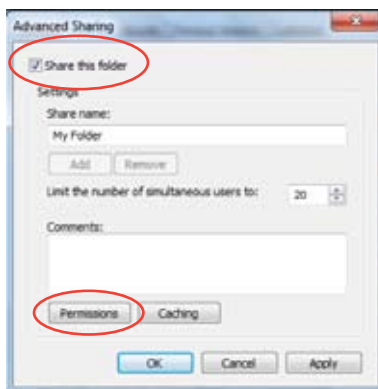 Advanced Sharing
Share this folder
Settings
Share name:
My Folder
Add Remove
Limit the number of simultaneous users to: 20
Comments:
Permissions Caching
OK Cancel Apply